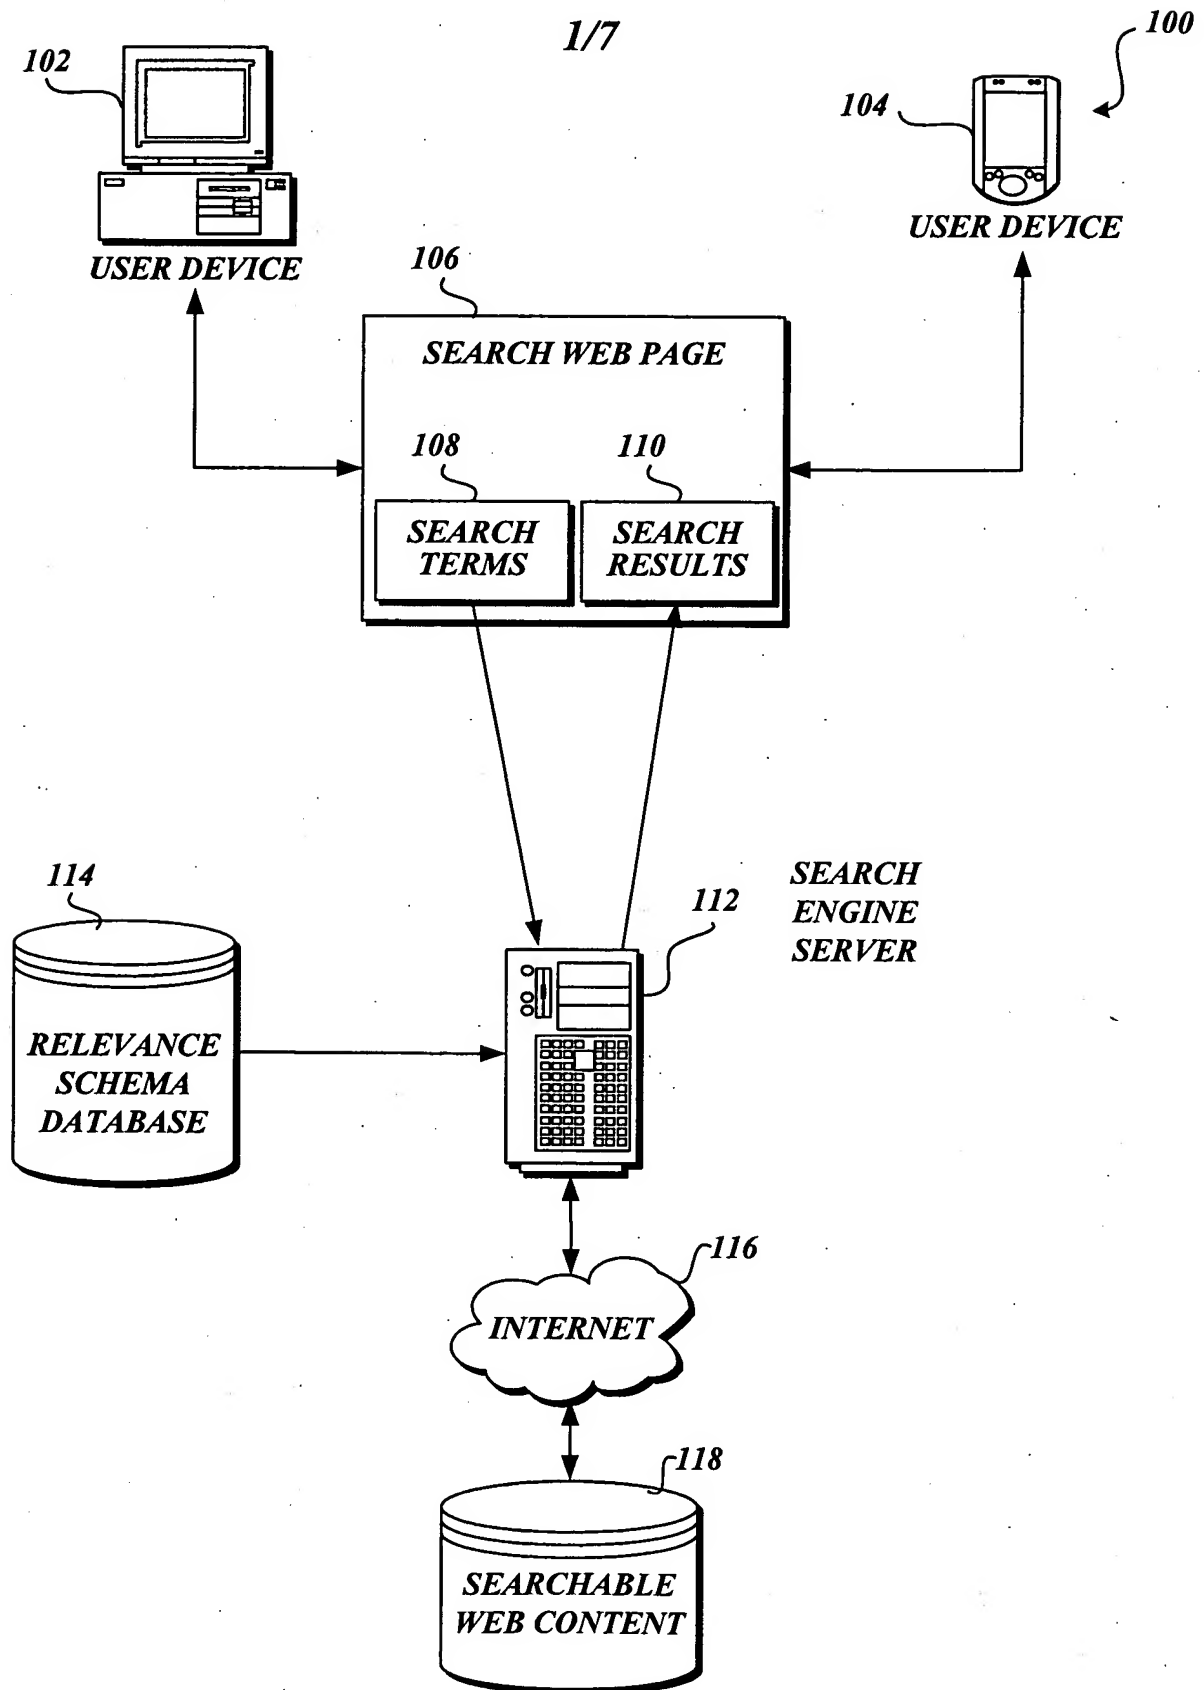 1/7
100
102
104
USER DEVICE
USER DEVICE
106
SEARCH WEB PAGE
108
110
SEARCH
TERMS
SEARCH
RESULTS
114
112
SEARCH
ENGINE
SERVER
RELEVANCE
SCHEMA
DATABASE
116
INTERNET
118
SEARCHABLE
WEB CONTENT